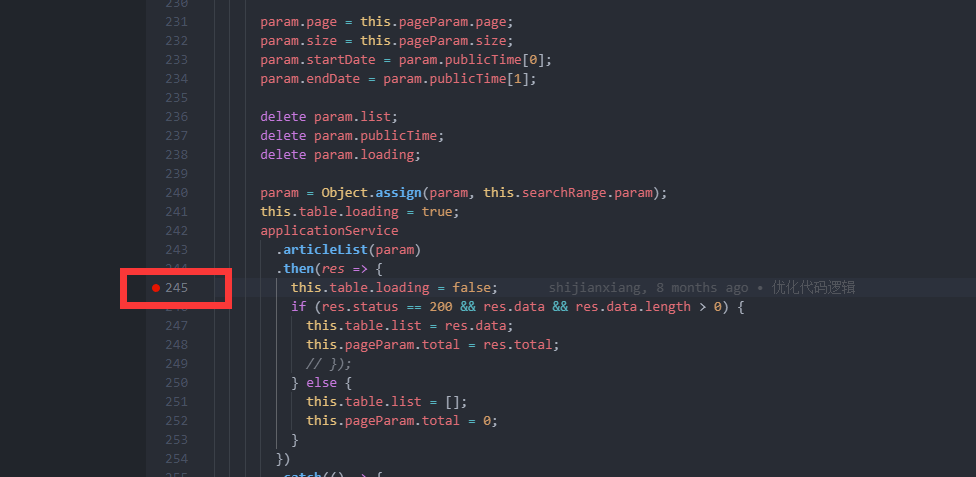 230
231 param.page = this.pageParam.page;
232 param.size = this.pageParam.size;
233 param.startDate = param.publicTime[0];
234 param.endDate = param.publicTime[1];
235
236 delete param.list;
237 delete param.publicTime;
238 delete param.loading;
239
240 param = Object.assign(param, this.searchRange.param);
241 this.table.loading = true;
242 applicationService
243 .articleList(param)
244 .then(res => {
245 this.table.loading = false; shijianxiang, 8 months ago • 优化代码逻辑
246 if (res.status == 200 && res.data && res.data.length > 0) {
247 this.table.list = res.data;
248 this.pageParam.total = res.total;
249 // });
250 } else {
251 this.table.list = [];
252 this.pageParam.total = 0;
253 }
254 })
255 .catch(() => {